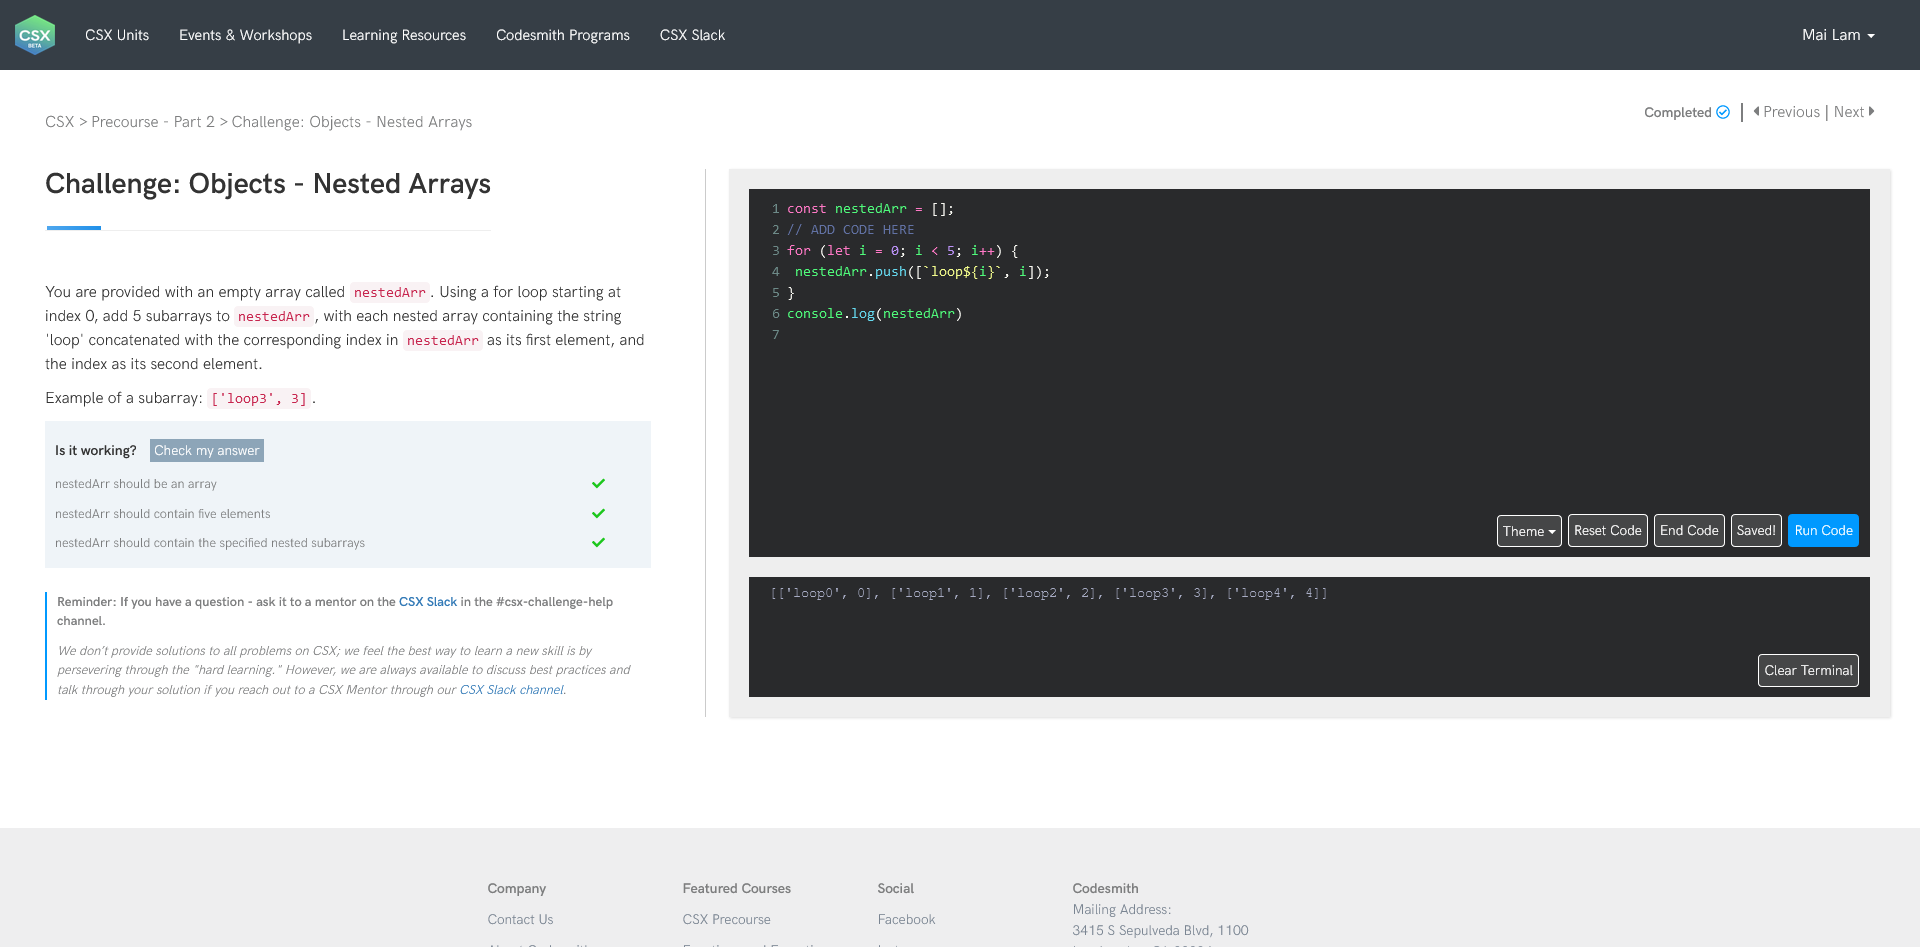 CSX
BETA
CSX Units
Events & Workshops
Learning Resources
Codesmith Programs
CSX Slack
Mai Lam
CSX > Precourse - Part 2 > Challenge: Objects - Nested Arrays
Completed
Previous | Next
Challenge: Objects - Nested Arrays
You are provided with an empty array called nestedArr. Using a for loop starting at
index 0, add 5 subarrays to nestedArr, with each nested array containing the string
'loop' concatenated with the corresponding index in nestedArr as its first element, and
the index as its second element.
Example of a subarray: ['loop3', 3].
Is it working? Check my answer
nestedArr should be an array
nestedArr should contain five elements
nestedArr should contain the specified nested subarrays
Reminder: If you have a question - ask it to a mentor on the CSX Slack in the #csx-challenge-help
channel.
We don't provide solutions to all problems on CSX; we feel the best way to learn a new skill is by
persevering through the "hard learning." However, we are always available to discuss best practices and
talk through your solution if you reach out to a CSX Mentor through our CSX Slack channel.
1 const nestedArr = [];
2 // ADD CODE HERE
3 for (let i = 0; i < 5; i++) {
4 nestedArr.push([`loop${i}`, i]);
5 }
6 console.log(nestedArr)
7
Theme
Reset Code
End Code
Saved!
Run Code
[['loop0', 0], ['loop1', 1], ['loop2', 2], ['loop3', 3], ['loop4', 4]]
Clear Terminal
Company
Contact Us
Featured Courses
CSX Precourse
Social
Facebook
Codesmith
Mailing Address:
3415 S Sepulveda Blvd, 1100